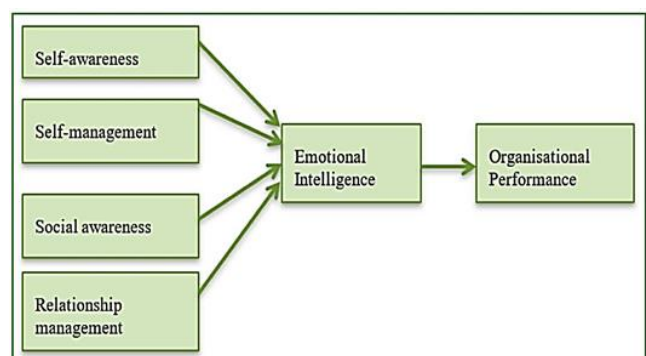 Self-awareness
Self-management
Social awareness
Relationship
management
Emotional
Intelligence
Organisational
Performance